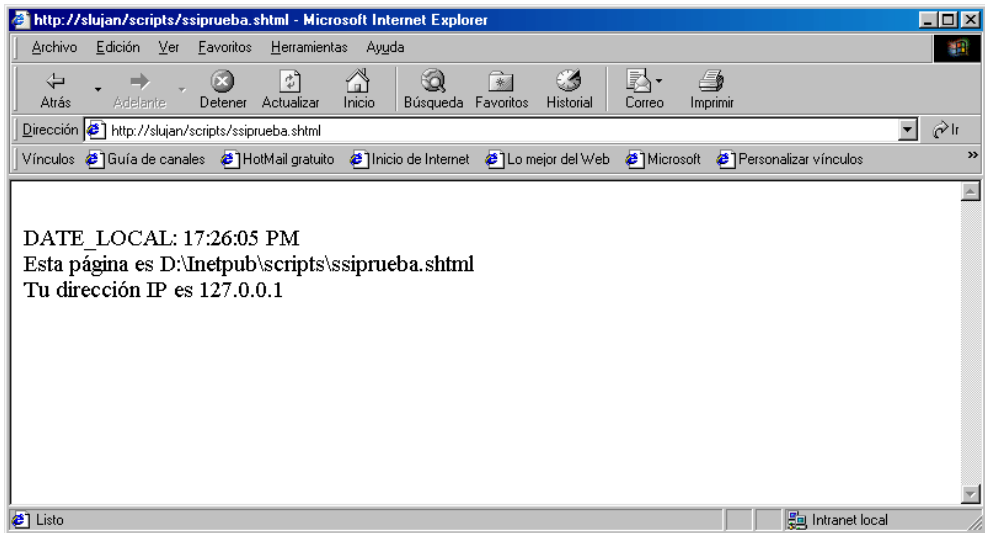 http://slujan/scripts/ssiprueba.shtml - Microsoft Internet Explorer
Archivo Edición Ver Favoritos Herramientas Ayuda
Atrás Adelante Detener Actualizar Inicio Búsqueda Favoritos Historial Correo Imprimir
Dirección http://slujan/scripts/ssiprueba.shtml Ir
Vínculos Guía de canales HotMail gratuito Inicio de Internet Lo mejor del Web Microsoft Personalizar vínculos »
DATE_LOCAL: 17:26:05 PM
Esta página es D:\Inetpub\scripts\ssiprueba.shtml
Tu dirección IP es 127.0.0.1
Listo Intranet local